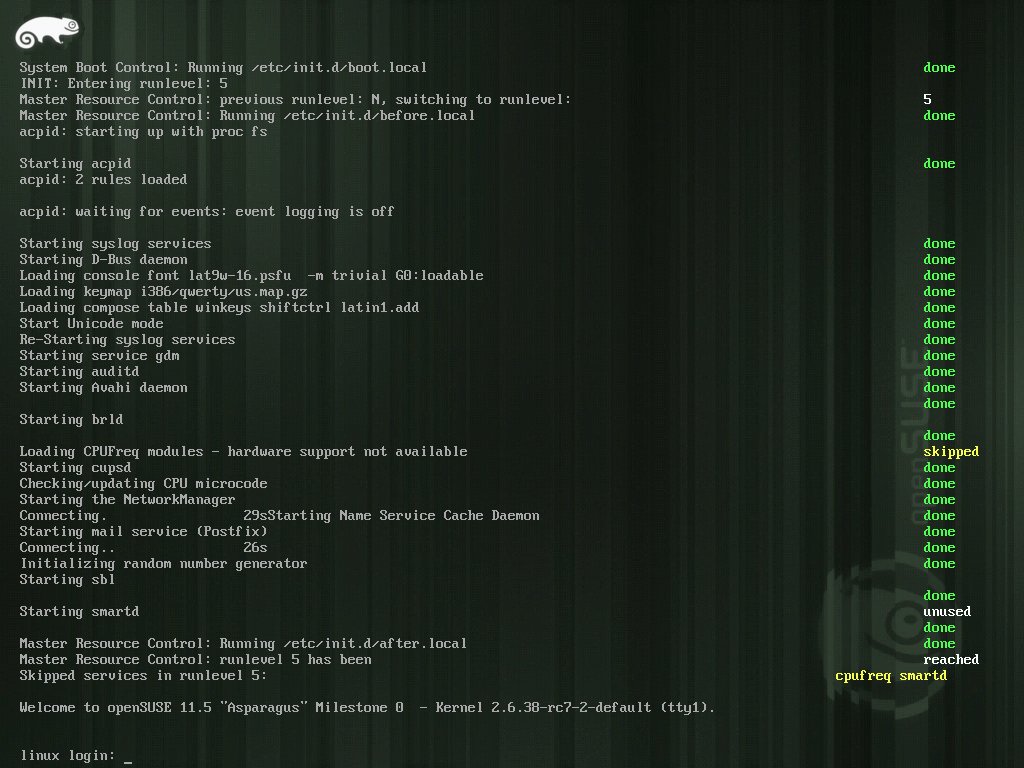 System Boot Control: Running /etc/init.d/boot.local done
INIT: Entering runlevel: 5
Master Resource Control: previous runlevel: N, switching to runlevel: 5
Master Resource Control: Running /etc/init.d/before.local done
acpid: starting up with proc fs
Starting acpid done
acpid: 2 rules loaded
acpid: waiting for events: event logging is off
Starting syslog services done
Starting D-Bus daemon done
Loading console font lat9w-16.psfu  -m trivial G0:loadable done
Loading keymap i386/qwerty/us.map.gz done
Loading compose table winkeys shiftctrl latin1.add done
Start Unicode mode done
Re-Starting syslog services done
Starting service gdm done
Starting auditd done
Starting Avahi daemon done
done
Starting brld
done
Loading CPUFreq modules - hardware support not available skipped
Starting cupsd done
Checking/updating CPU microcode done
Starting the NetworkManager done
Connecting. 29sStarting Name Service Cache Daemon done
Starting mail service (Postfix) done
Connecting.. 26s done
Initializing random number generator done
Starting sbl
done
Starting smartd unused
done
Master Resource Control: Running /etc/init.d/after.local done
Master Resource Control: runlevel 5 has been reached
Skipped services in runlevel 5: cpufreq smartd
Welcome to openSUSE 11.5 "Asparagus" Milestone 0  - Kernel 2.6.38-rc7-2-default (tty1).
linux login: _
openSUSE